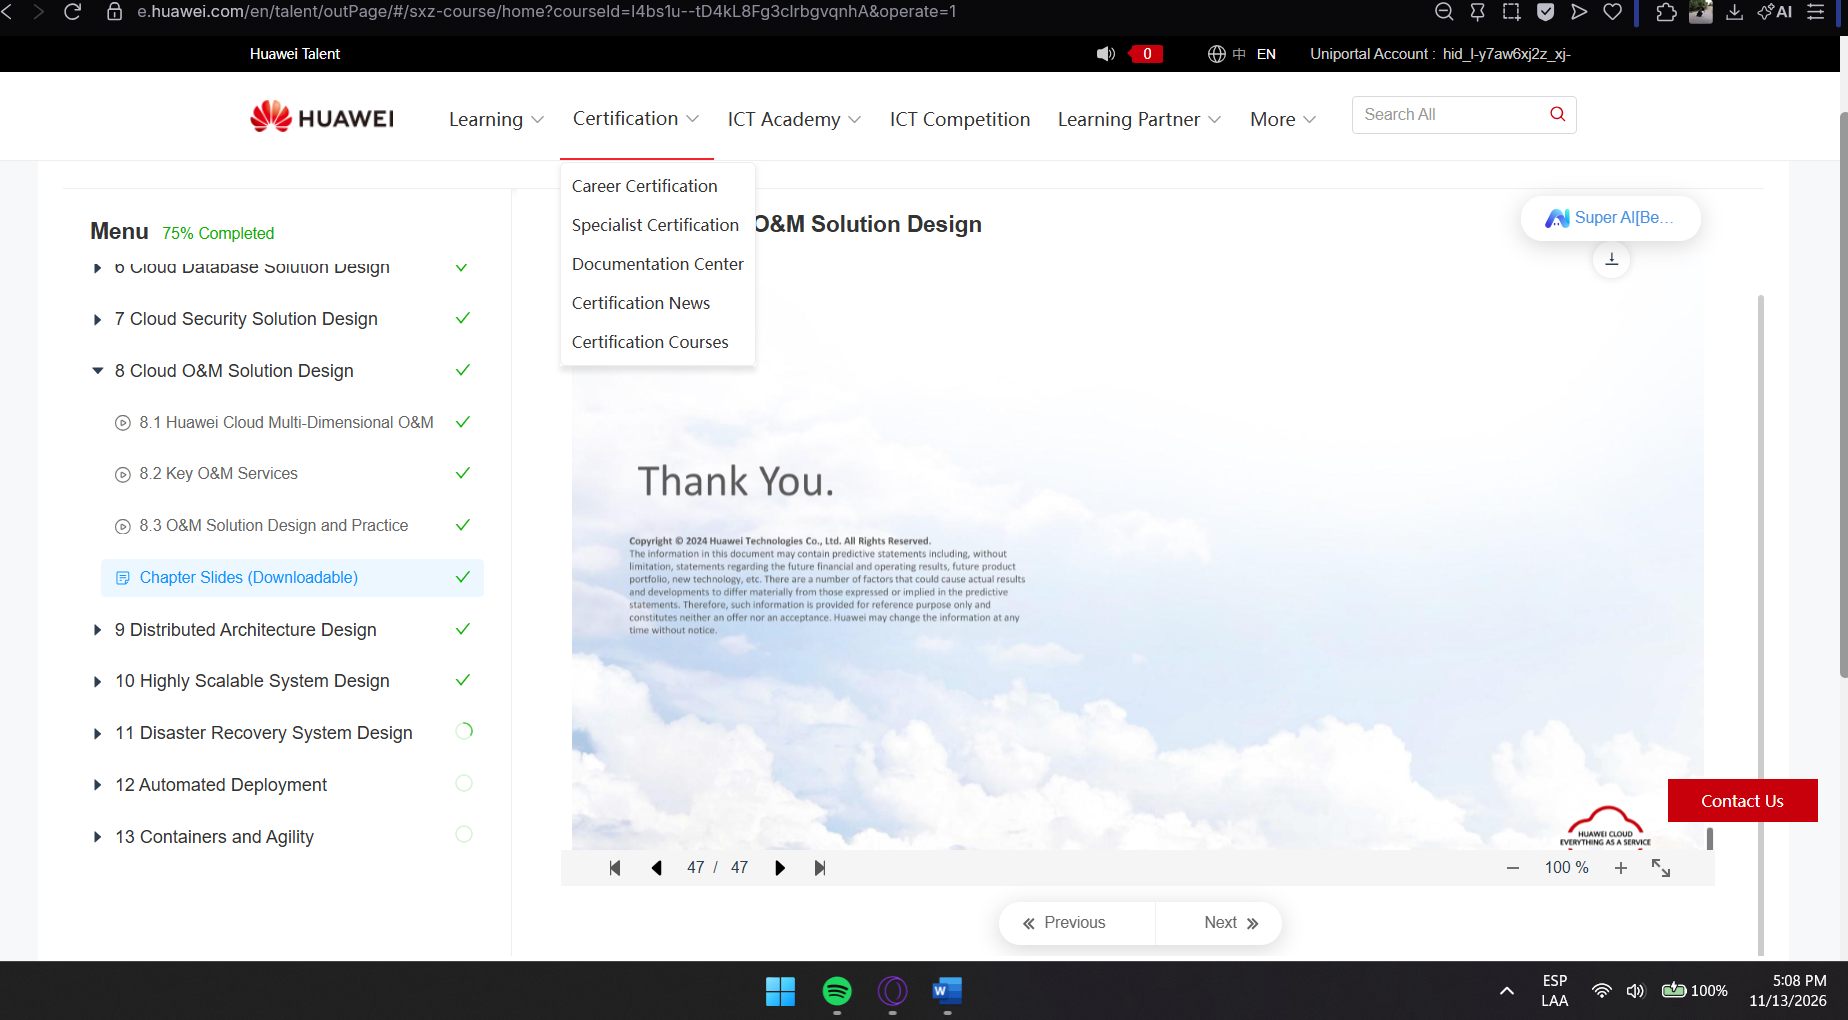 e.huawei.com/en/talent/outPage/#/sxz-course/home?courseId=I4bs1u--tD4kL8Fg3cIrbgvqnhA&operate=1
AI
Huawei Talent
0
中 EN
Uniportal Account : hid_l-y7aw6xj2z_xj-
HUAWEI
Learning
Certification
ICT Academy
ICT Competition
Learning Partner
More
Search All
Career Certification
Specialist Certification
Documentation Center
Certification News
Certification Courses
Menu 75% Completed
6 Cloud Database Solution Design
7 Cloud Security Solution Design
8 Cloud O&M Solution Design
8.1 Huawei Cloud Multi-Dimensional O&M
8.2 Key O&M Services
8.3 O&M Solution Design and Practice
Chapter Slides (Downloadable)
9 Distributed Architecture Design
10 Highly Scalable System Design
11 Disaster Recovery System Design
12 Automated Deployment
13 Containers and Agility
O&M Solution Design
Super AI[Be...
Thank You.
Copyright © 2024 Huawei Technologies Co., Ltd. All Rights Reserved.
The information in this document may contain predictive statements including, without
limitation, statements regarding the future financial and operating results, future product
portfolio, new technology, etc. There are a number of factors that could cause actual results
and developments to differ materially from those expressed or implied in the predictive
statements. Therefore, such information is provided for reference purpose only and
constitutes neither an offer nor an acceptance. Huawei may change the information at any
time without notice.
HUAWEI CLOUD
EVERYTHING AS A SERVICE
Contact Us
47 / 47
100 %
Previous
Next
ESP
LAA
100%
5:08 PM
11/13/2026